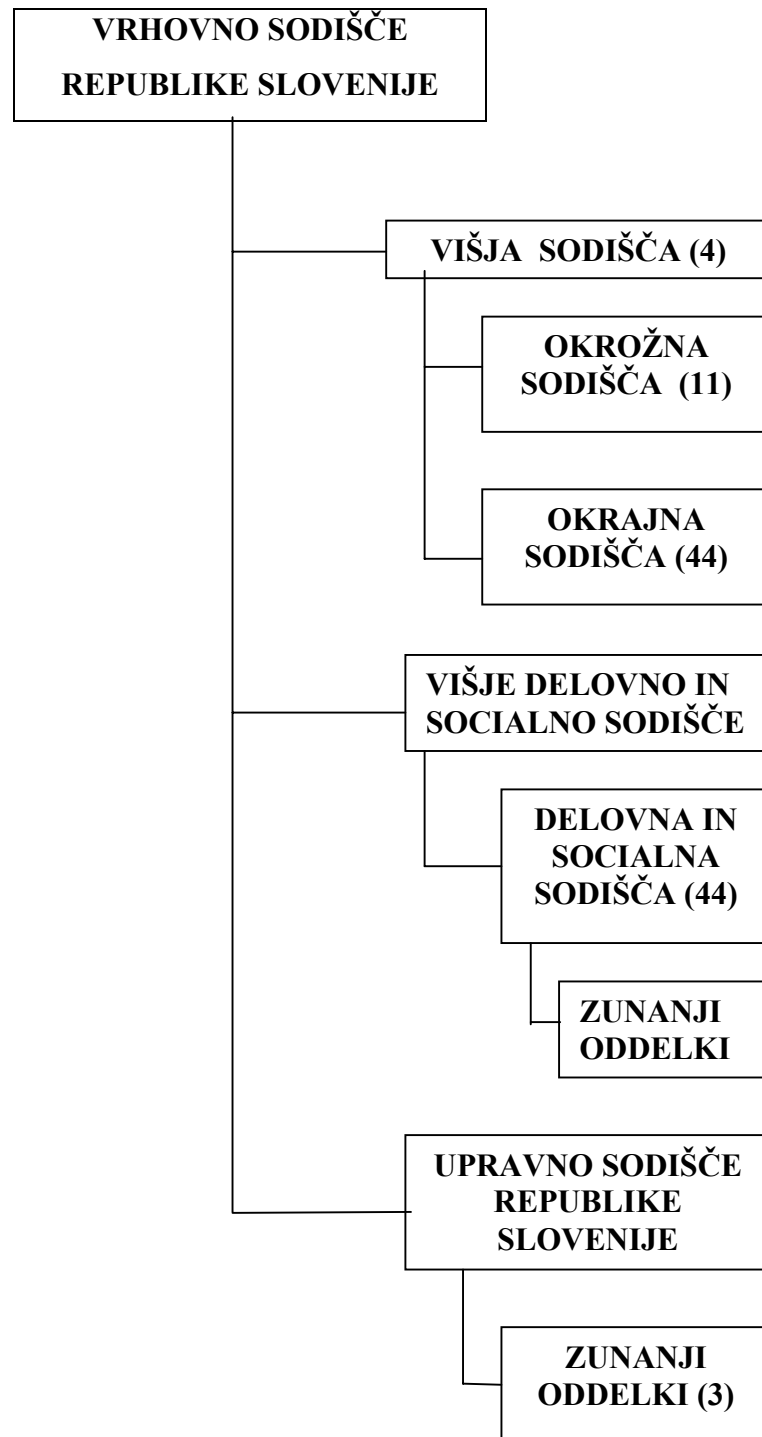 VRHOVNO SODIŠČE
REPUBLIKE SLOVENIJE
VIŠJA SODIŠČA (4)
OKROŽNA
SODIŠČA (11)
OKRAJNA
SODIŠČA (44)
VIŠJE DELOVNO IN
SOCIALNO SODIŠČE
DELOVNA IN
SOCIALNA
SODIŠČA (44)
ZUNANJI
ODDELKI
UPRAVNO SODIŠČE
REPUBLIKE
SLOVENIJE
ZUNANJI
ODDELKI (3)